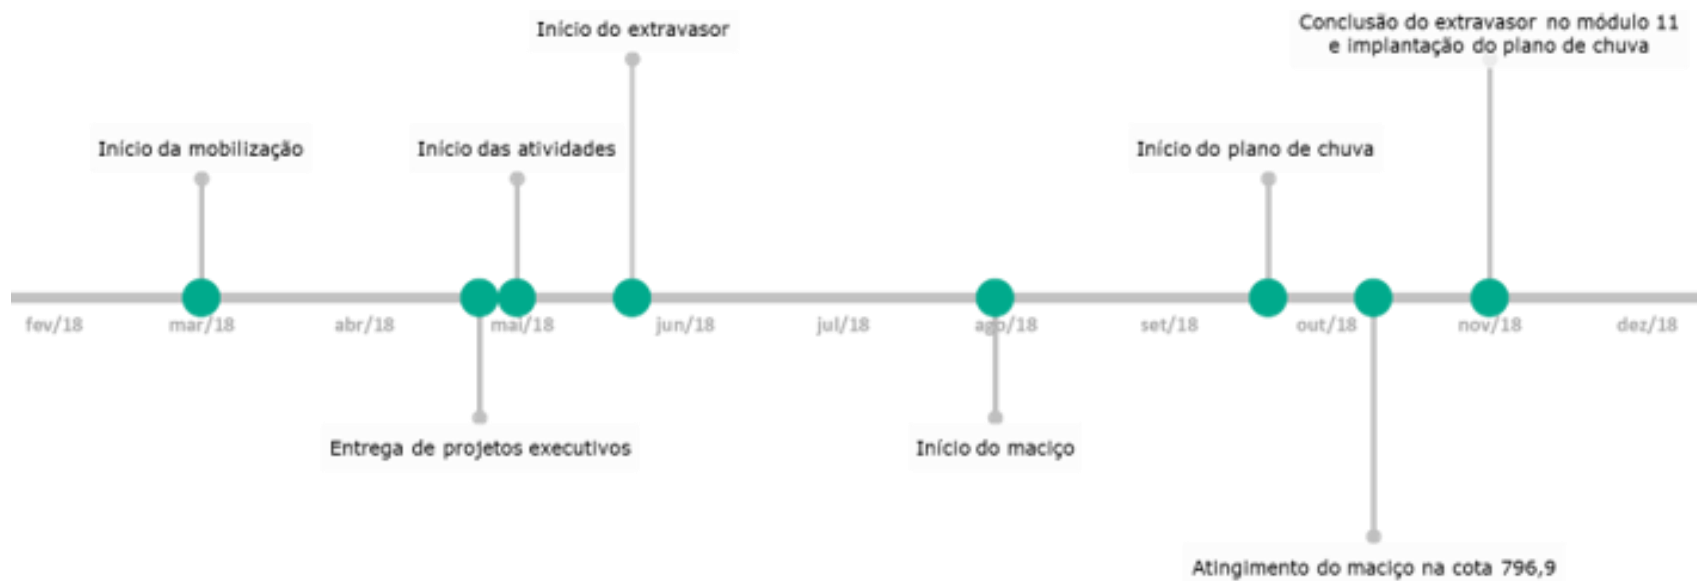 Conclusão do extravasor no módulo 11
e implantação do plano de chuva
Início do extravasor
Início da mobilização
Início das atividades
Início do plano de chuva
fev/18
mar/18
abr/18
mai/18
jun/18
jul/18
ago/18
set/18
out/18
nov/18
dez/18
Entrega de projetos executivos
Início do maciço
Atingimento do maciço na cota 796,9